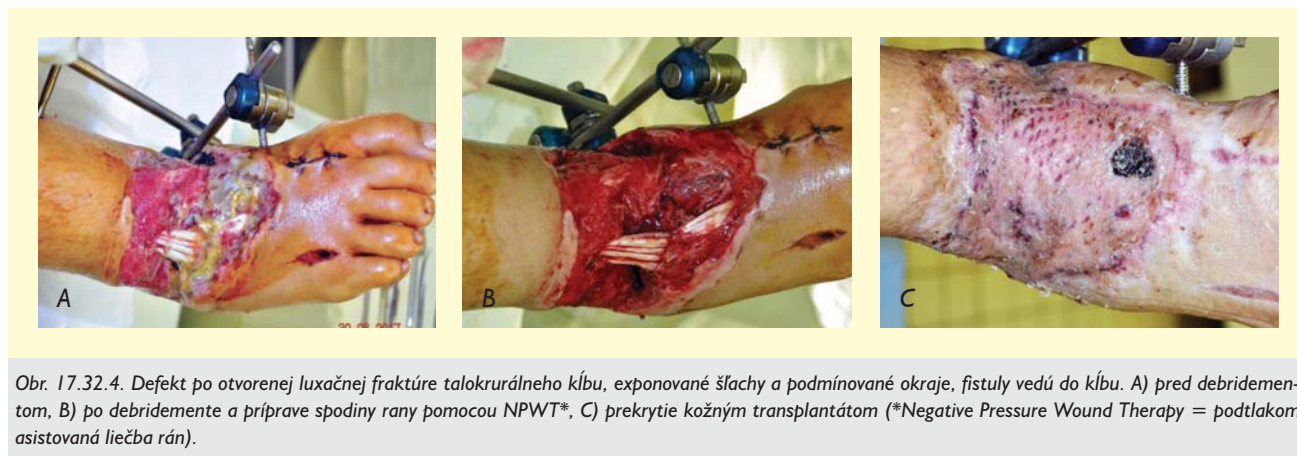 A
B
C
Obr. 17.32.4. Defekt po otvorenej luxačnej fraktúre talokrurálneho kĺbu, exponované šľachy a podmínované okraje, fistuly vedú do kĺbu. A) pred debridemen-
tom, B) po debridemente a príprave spodiny rany pomocou NPWT*, C) prekrytie kožným transplantátom (*Negative Pressure Wound Therapy = podtlakom
asistovaná liečba rán).